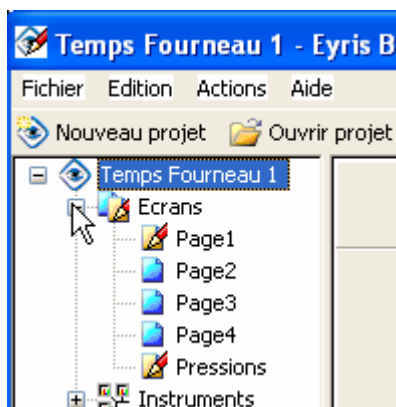 Temps Fourneau 1 - Eyris B
Fichier Edition Actions Aide
Nouveau projet Ouvrir projet
Temps Fourneau 1
Ecrans
Page1
Page2
Page3
Page4
Pressions
Instruments